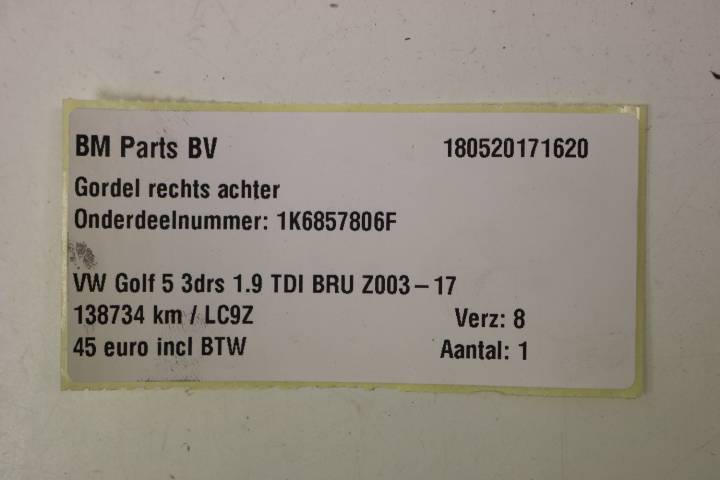 BM Parts BV 180520171620
Gordel rechts achter
Onderdeelnummer: 1K6857806F
VW Golf 5 3drs 1.9 TDI BRU Z003-17
138734 km / LC9Z Verz: 8
45 euro incl BTW Aantal: 1